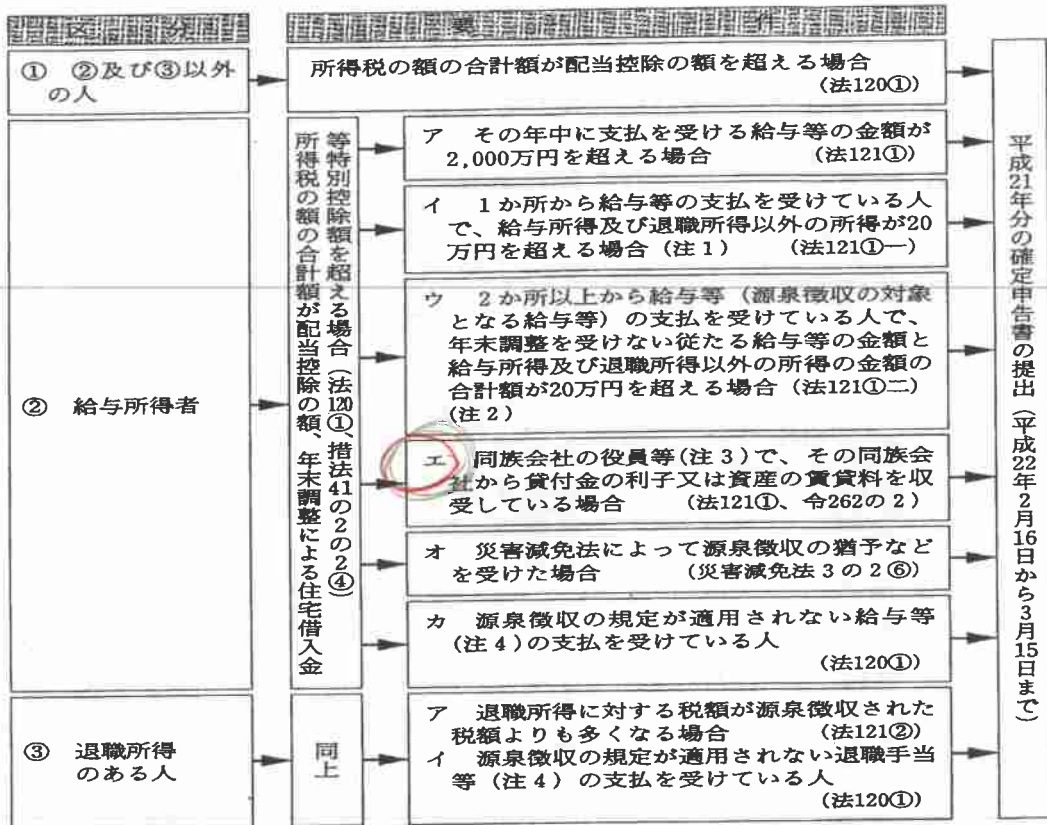 区分
要件
① ②及び③以外
の人
所得税の額の合計額が配当控除の額を超える場合
(法120①)
② 給与所得者
所得税の額の合計額が配当控除の額、年末調整による住宅借入金
等特別控除額を超える場合(法120①、措法41の2の2④)
ア その年中に支払を受ける給与等の金額が
2,000万円を超える場合 (法121①)
イ 1か所から給与等の支払を受けている人
で、給与所得及び退職所得以外の所得が20
万円を超える場合(注1) (法121①一)
ウ 2か所以上から給与等(源泉徴収の対象
となる給与等)の支払を受けている人で、
年末調整を受けない従たる給与等の金額と
給与所得及び退職所得以外の所得の金額の
合計額が20万円を超える場合(法121①二)
(注2)
エ 同族会社の役員等(注3)で、その同族会
社から貸付金の利子又は資産の賃貸料を収
受している場合 (法121①、令262の2)
オ 災害減免法によって源泉徴収の猶予など
を受けた場合 (災害減免法3の2⑥)
カ 源泉徴収の規定が適用されない給与等
(注4)の支払を受けている人
(法120①)
③ 退職所得
のある人
同上
ア 退職所得に対する税額が源泉徴収された
税額よりも多くなる場合 (法121②)
イ 源泉徴収の規定が適用されない退職手当
等(注4)の支払を受けている人
(法120①)
平成21年分の確定申告書の提出(平成22年2月16日から3月15日まで)